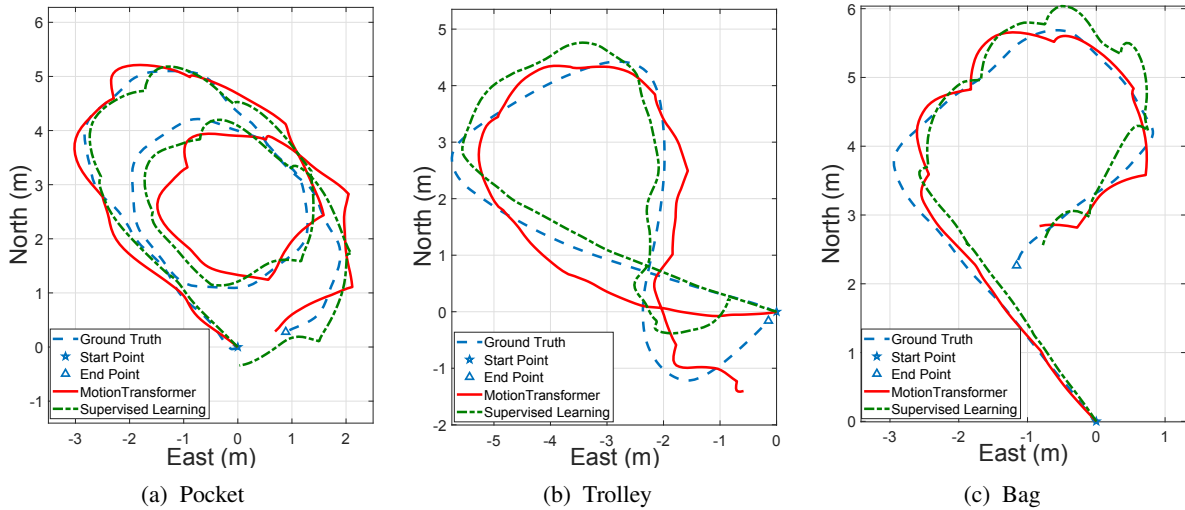 6
5
4
3
2
1
0
-1
North (m)
-3 -2 -1 0 1 2
East (m)
Ground Truth
Start Point
End Point
MotionTransformer
Supervised Learning
(a) Pocket
5
4
3
2
1
0
-1
-2
North (m)
-5 -4 -3 -2 -1 0
East (m)
Ground Truth
Start Point
End Point
MotionTransformer
Supervised Learning
(b) Trolley
6
5
4
3
2
1
0
North (m)
-3 -2 -1 0 1
East (m)
Ground Truth
Start Point
End Point
MotionTransformer
Supervised Learning
(c) Bag